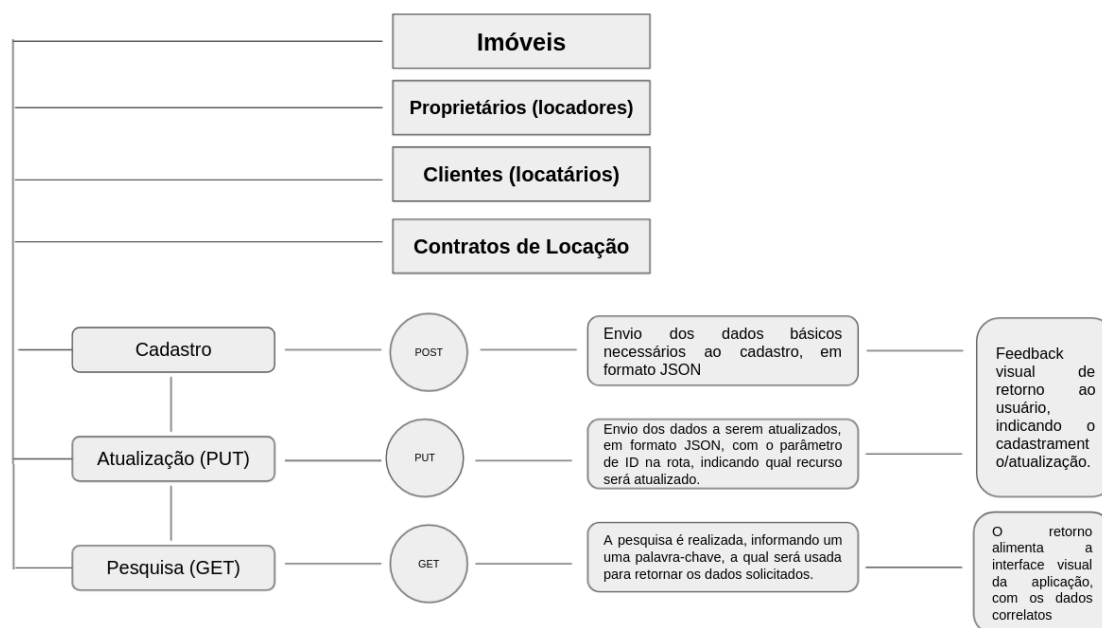 Imóveis
Proprietários (locadores)
Clientes (locatários)
Contratos de Locação
Cadastro
POST
Envio dos dados básicos
necessários ao cadastro, em
formato JSON
Feedback
visual de
retorno ao
usuário,
indicando o
cadastrament
o/atualização.
Atualização (PUT)
PUT
Envio dos dados a serem atualizados,
em formato JSON, com o parâmetro
de ID na rota, indicando qual recurso
será atualizado.
Pesquisa (GET)
GET
A pesquisa é realizada, informando um
uma palavra-chave, a qual será usada
para retornar os dados solicitados.
O retorno
alimenta a
interface visual
da aplicação,
com os dados
correlatos